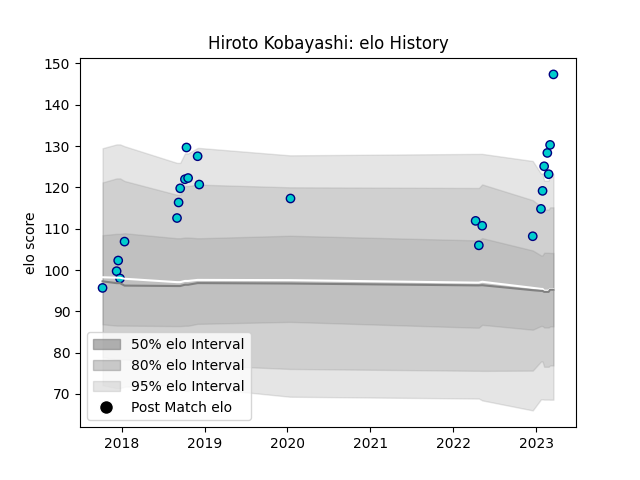 Hiroto Kobayashi: elo History
elo score
150
140
130
120
110
100
90
80
70
50% elo Interval
80% elo Interval
95% elo Interval
Post Match elo
2018 2019 2020 2021 2022 2023